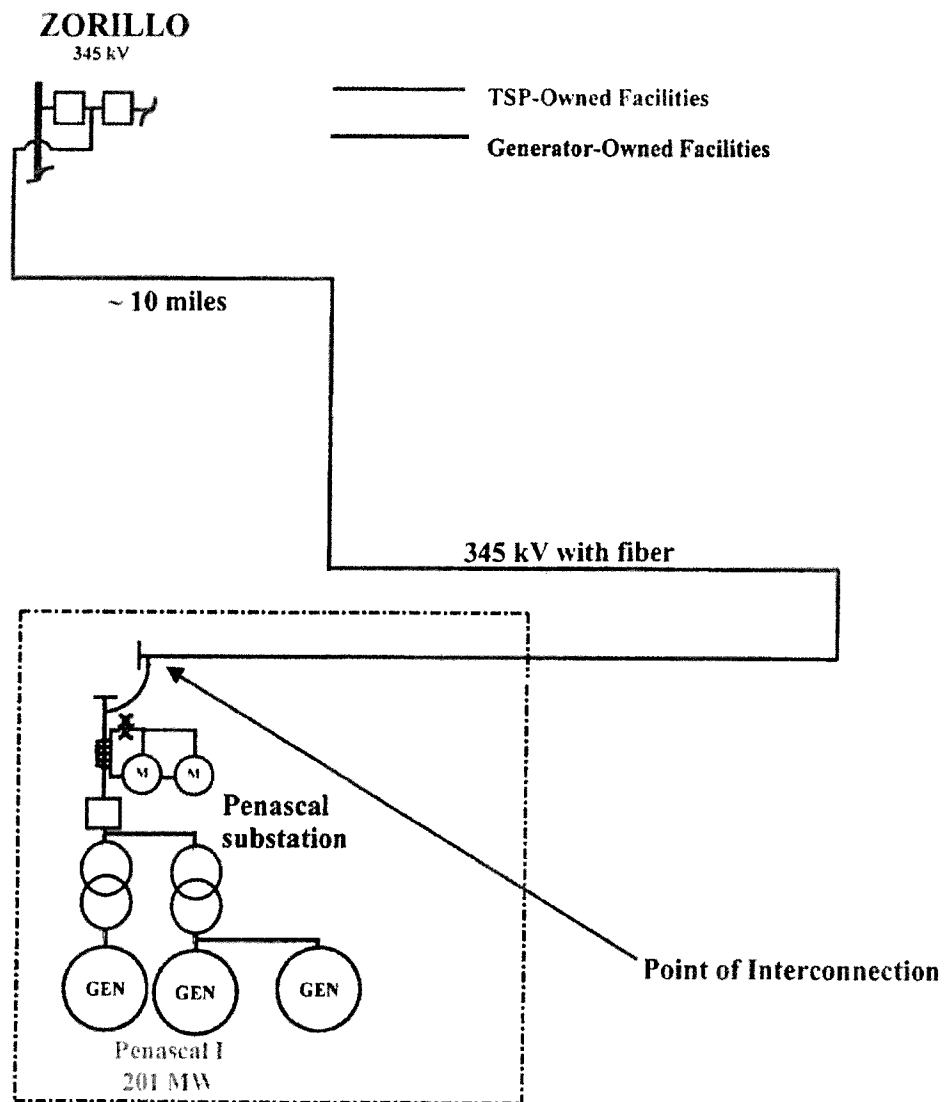 ZORILLO
345 kV
TSP-Owned Facilities
Generator-Owned Facilities
~ 10 miles
345 kV with fiber
M M
Penascal
substation
Point of Interconnection
GEN GEN GEN
Penascal I
201 MW